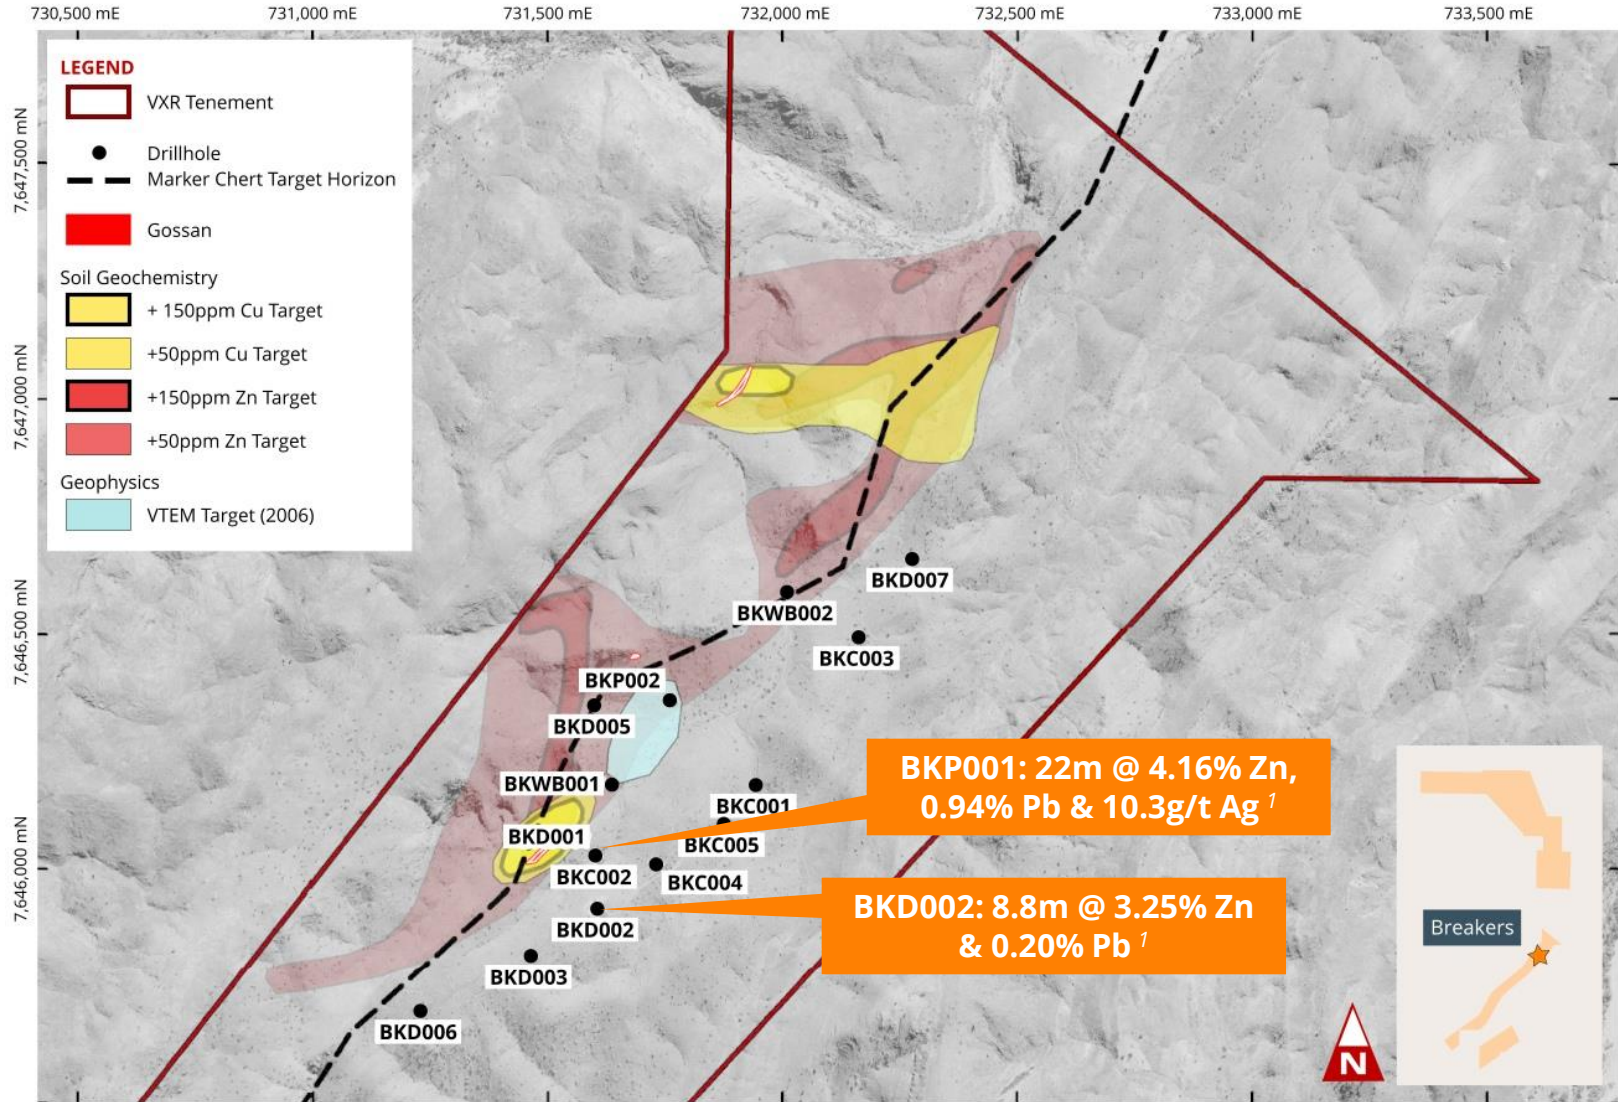 730,500 mE
731,000 mE
731,500 mE
732,000 mE
732,500 mE
733,000 mE
733,500 mE
7,647,500 mN
7,647,000 mN
7,646,500 mN
7,646,000 mN
LEGEND
VXR Tenement
Drillhole
Marker Chert Target Horizon
Gossan
Soil Geochemistry
+ 150ppm Cu Target
+50ppm Cu Target
+150ppm Zn Target
+50ppm Zn Target
Geophysics
VTEM Target (2006)
BKD007
BKWB002
BKC003
BKP002
BKD005
BKWB001
BKC001
BKD001
BKC005
BKC002
BKC004
BKD002
BKD003
BKD006
BKP001: 22m @ 4.16% Zn,
0.94% Pb & 10.3g/t Ag 1
BKD002: 8.8m @ 3.25% Zn
& 0.20% Pb 1
Breakers
N